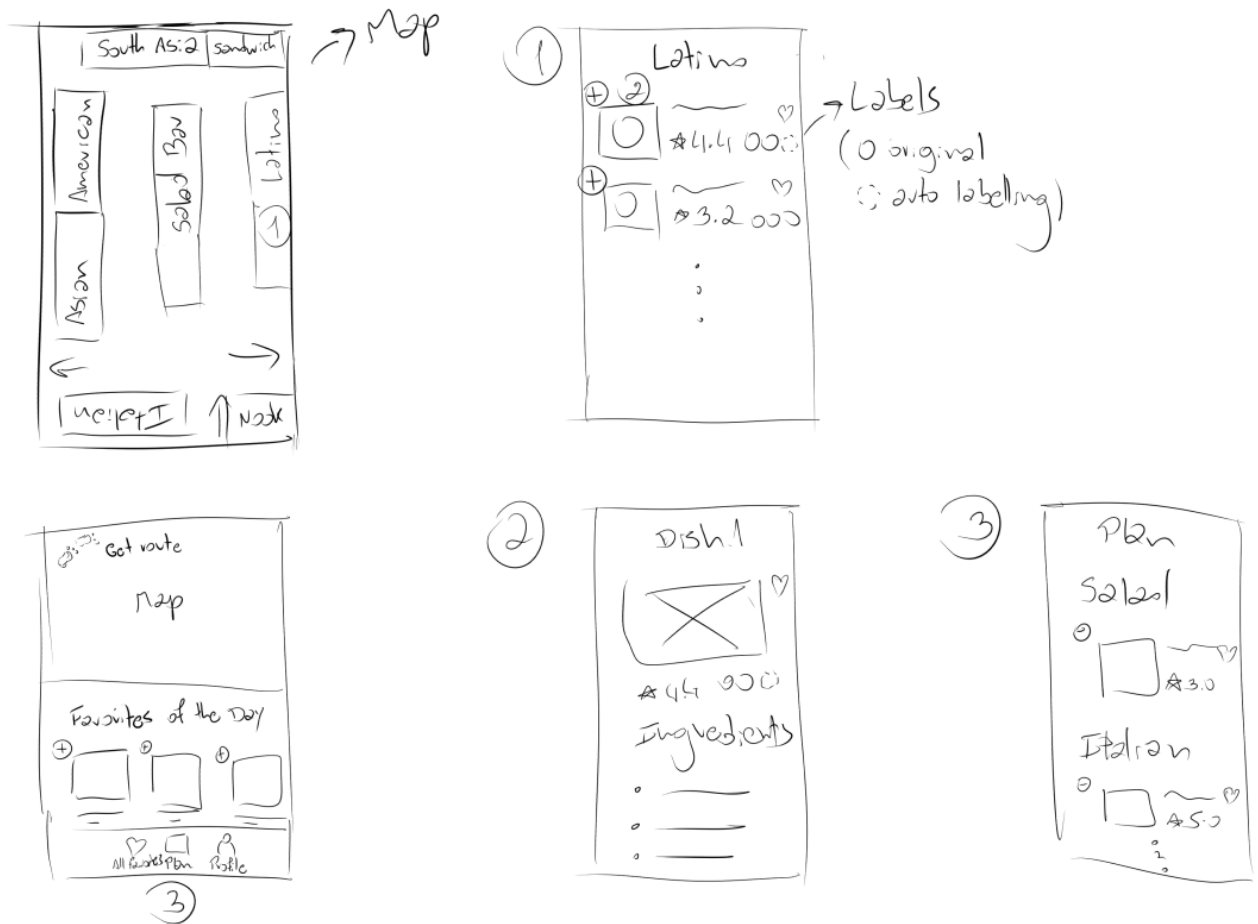 South Asia
Sandwich
Map
American
Salad Bar
Latino
1
Asian
Italian
Nook
1
Latino
+ 2
4.4
+
3.2
Labels
(O original
auto labelling)
Get route
Map
Favorites of the Day
+ + +
All favorites Plan Profile
3
2
Dish 1
4.4
Ingredients
3
Plan
Salad
3.0
Italian
5.0